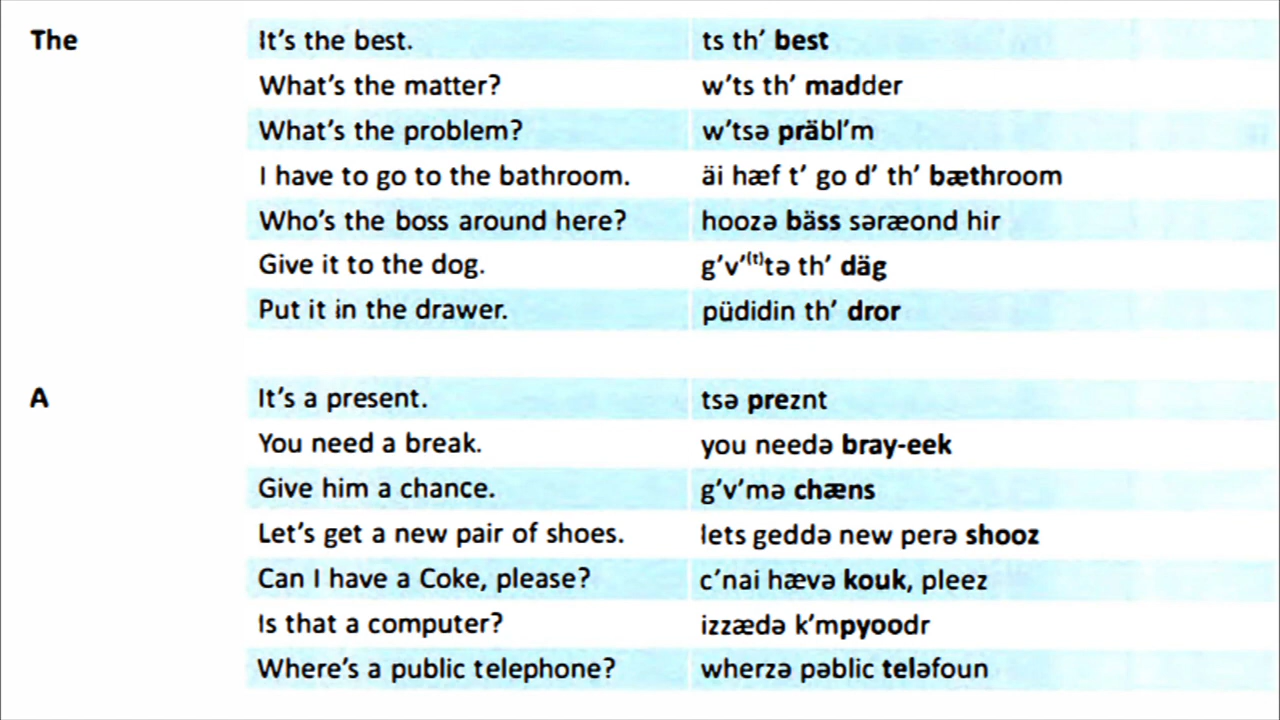 The It's the best. ts th' best
What's the matter? w'ts th' madder
What's the problem? w'tsə präbl'm
I have to go to the bathroom. äi hæf t' go d' th' bæthroom
Who's the boss around here? hoozə bäss səræond hir
Give it to the dog. g'v'⁽ᵗ⁾tə th' däg
Put it in the drawer. püdidin th' dror
A It's a present. tsə preznt
You need a break. you needə bray-eek
Give him a chance. g'v'mə chæns
Let's get a new pair of shoes. lets geddə new perə shooz
Can I have a Coke, please? c'nai hævə kouk, pleez
Is that a computer? izzædə k'mpyoodr
Where's a public telephone? wherzə pəblic teləfoun